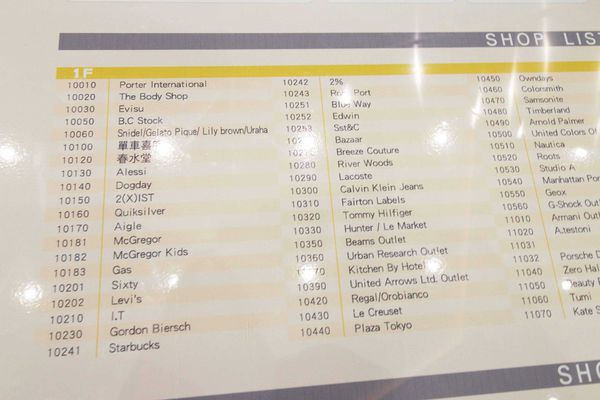 SHOP LIST
1F
10010 Porter International
10020 The Body Shop
10030 Evisu
10050 B.C Stock
10060 Snidel/Gelato Pique/ Lily brown/Uraha
10100 單車
10120 春水堂
10130 Alessi
10140 Dogday
10150 2(X)IST
10160 Quiksilver
10170 Aigle
10181 McGregor
10182 McGregor Kids
10183 Gas
10201 Sixty
10202 Levi's
10210 I.T
10230 Gordon Biersch
10241 Starbucks
10242 2%
10243 Port
10251 Blue Way
10252 Edwin
10253 Sst&C
Bazaar
Breeze Couture
10280 River Woods
10290 Lacoste
10300 Calvin Klein Jeans
10310 Fairton Labels
10320 Tommy Hilfiger
10330 Hunter / Le Market
10350 Beams Outlet
10360 Urban Research Outlet
Kitchen By Hotel
10390 United Arrows Ltd. Outlet
10420 Regal/Orobianco
10430 Le Creuset
10440 Plaza Tokyo
10450 Owndays
10460 Colorsmith
10470 Samsonite
10480 Timberland
10490 Arnold Palmer
10500 United Colors Of
10510 Nautica
10520 Roots
10530 Studio A
10540 Manhattan Por
10550 Geox
10560 G-Shock Out
11010 Armani Out
11020 A.testoni
11031
11032 Porsche D
11040 Zero Hal
11050 Beauty
11060 Tumi
11070 Kate S
SHO